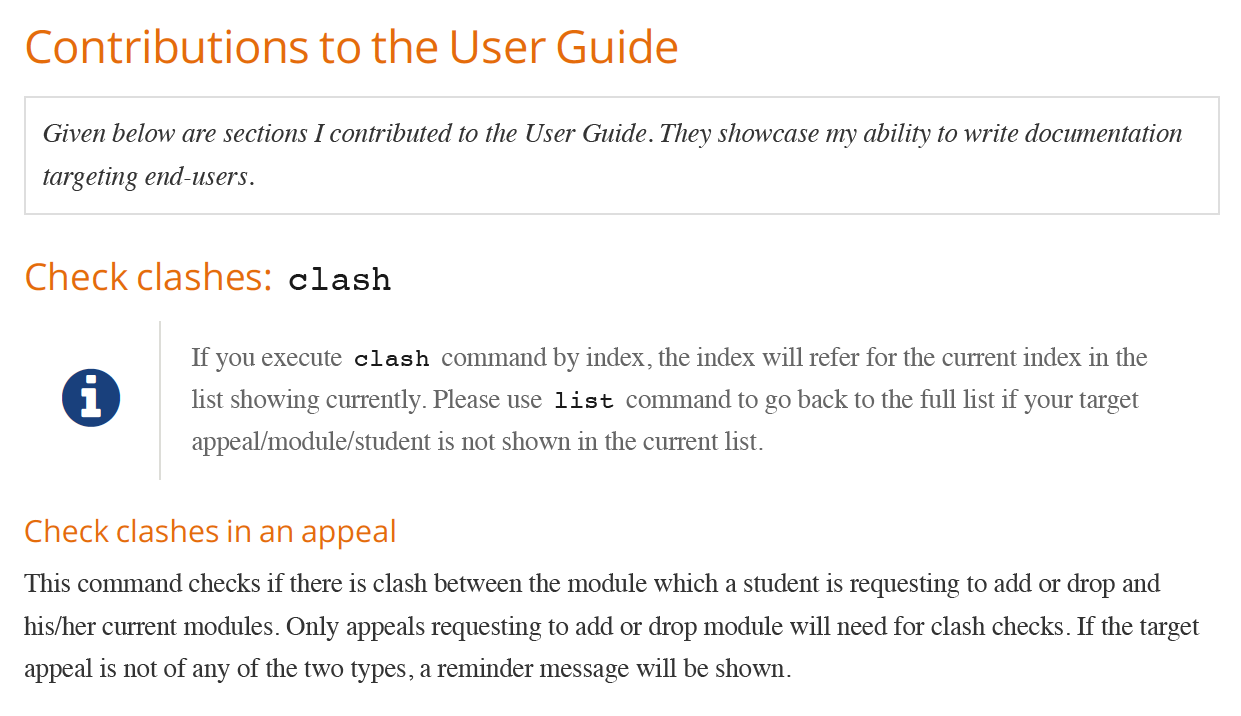 Contributions to the User Guide
Given below are sections I contributed to the User Guide. They showcase my ability to write documentation
targeting end-users.
Check clashes: clash
If you execute clash command by index, the index will refer for the current index in the
list showing currently. Please use list command to go back to the full list if your target
appeal/module/student is not shown in the current list.
Check clashes in an appeal
This command checks if there is clash between the module which a student is requesting to add or drop and
his/her current modules. Only appeals requesting to add or drop module will need for clash checks. If the target
appeal is not of any of the two types, a reminder message will be shown.